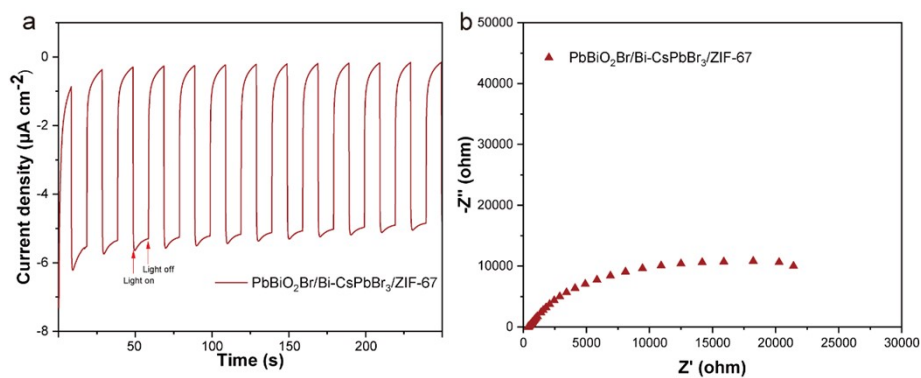 a
Current density (µA cm-2)
0
-2
-4
-6
-8
Light on
Light off
PbBiO2Br/Bi-CsPbBr3/ZIF-67
50
100
150
200
250
Time (s)
b
-Z'' (ohm)
50000
40000
30000
20000
10000
0
PbBiO2Br/Bi-CsPbBr3/ZIF-67
0
5000
10000
15000
20000
25000
30000
Z' (ohm)